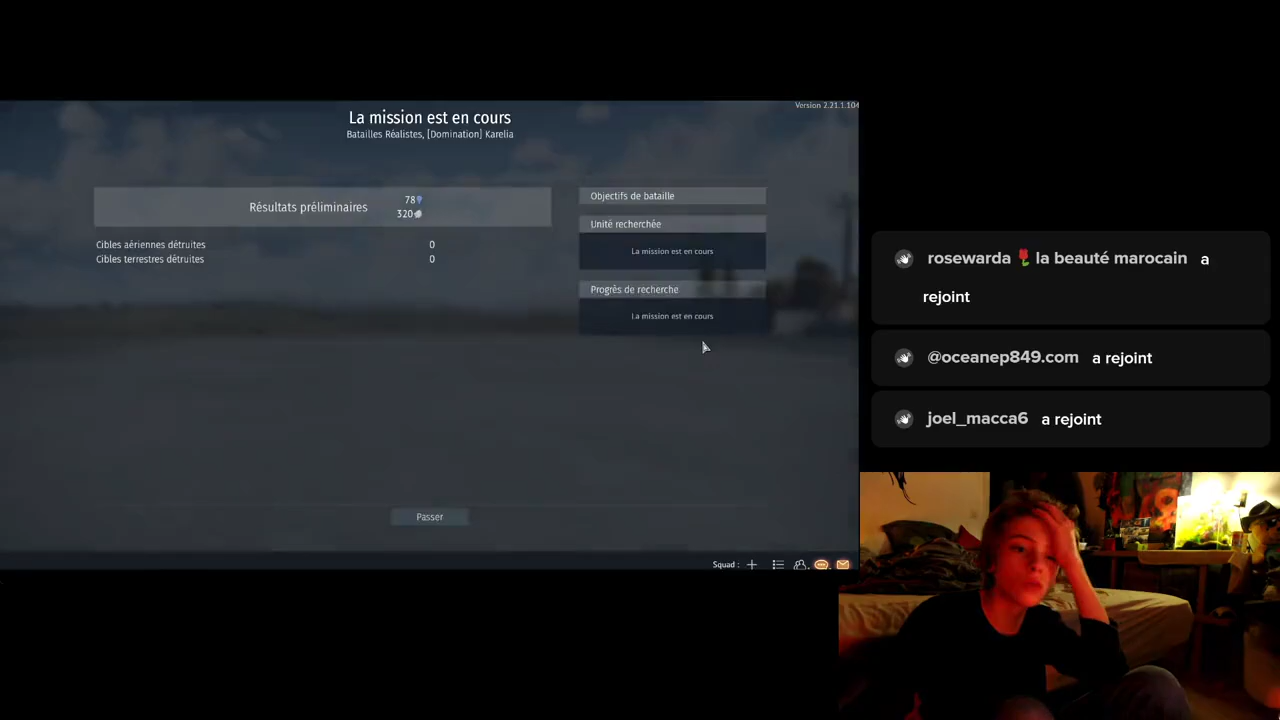 Version 2.21.1.104
La mission est en cours
Batailles Réalistes, [Domination] Karelia
Résultats préliminaires
78
320
Cibles aériennes détruites 0
Cibles terrestres détruites 0
Objectifs de bataille
Unité recherchée
La mission est en cours
Progrès de recherche
La mission est en cours
Passer
Squad :
rosewarda 🌹 la beauté marocain a
rejoint
@oceanep849.com a rejoint
joel_macca6 a rejoint